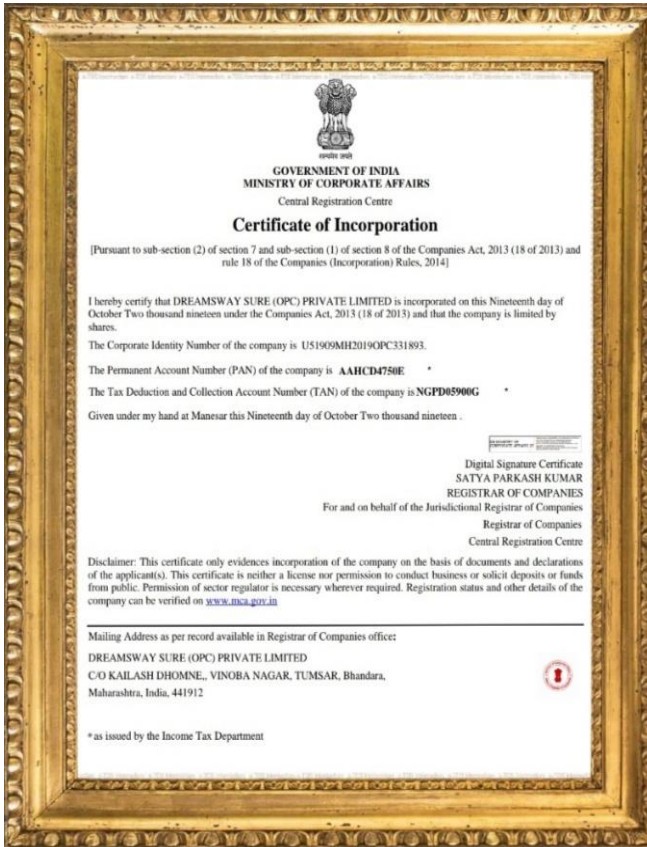 सत्यमेव जयते
GOVERNMENT OF INDIA
MINISTRY OF CORPORATE AFFAIRS
Central Registration Centre
Certificate of Incorporation
[Pursuant to sub-section (2) of section 7 and sub-section (1) of section 8 of the Companies Act, 2013 (18 of 2013) and
rule 18 of the Companies (Incorporation) Rules, 2014]
I hereby certify that DREAMSWAY SURE (OPC) PRIVATE LIMITED is incorporated on this Nineteenth day of
October Two thousand nineteen under the Companies Act, 2013 (18 of 2013) and that the company is limited by
shares.
The Corporate Identity Number of the company is U51909MH2019OPC331893.
The Permanent Account Number (PAN) of the company is AAHCD4750E *
The Tax Deduction and Collection Account Number (TAN) of the company is NGPD05900G *
Given under my hand at Manesar this Nineteenth day of October Two thousand nineteen .
Digital Signature Certificate
SATYA PARKASH KUMAR
REGISTRAR OF COMPANIES
For and on behalf of the Jurisdictional Registrar of Companies
Registrar of Companies
Central Registration Centre
Disclaimer: This certificate only evidences incorporation of the company on the basis of documents and declarations
of the applicant(s). This certificate is neither a license nor permission to conduct business or solicit deposits or funds
from public. Permission of sector regulator is necessary wherever required. Registration status and other details of the
company can be verified on www.mca.gov.in
Mailing Address as per record available in Registrar of Companies office:
DREAMSWAY SURE (OPC) PRIVATE LIMITED
C/O KAILASH DHOMNE,, VINOBA NAGAR, TUMSAR, Bhandara,
Maharashtra, India, 441912
* as issued by the Income Tax Department